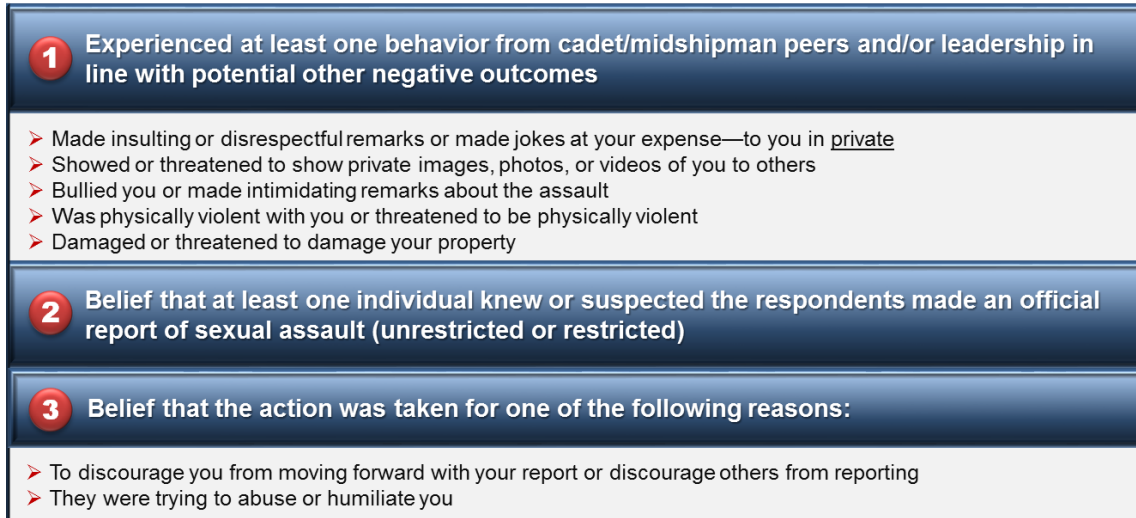 1 Experienced at least one behavior from cadet/midshipman peers and/or leadership in
line with potential other negative outcomes
➢ Made insulting or disrespectful remarks or made jokes at your expense—to you in private
➢ Showed or threatened to show private images, photos, or videos of you to others
➢ Bullied you or made intimidating remarks about the assault
➢ Was physically violent with you or threatened to be physically violent
➢ Damaged or threatened to damage your property
2 Belief that at least one individual knew or suspected the respondents made an official
report of sexual assault (unrestricted or restricted)
3 Belief that the action was taken for one of the following reasons:
➢ To discourage you from moving forward with your report or discourage others from reporting
➢ They were trying to abuse or humiliate you